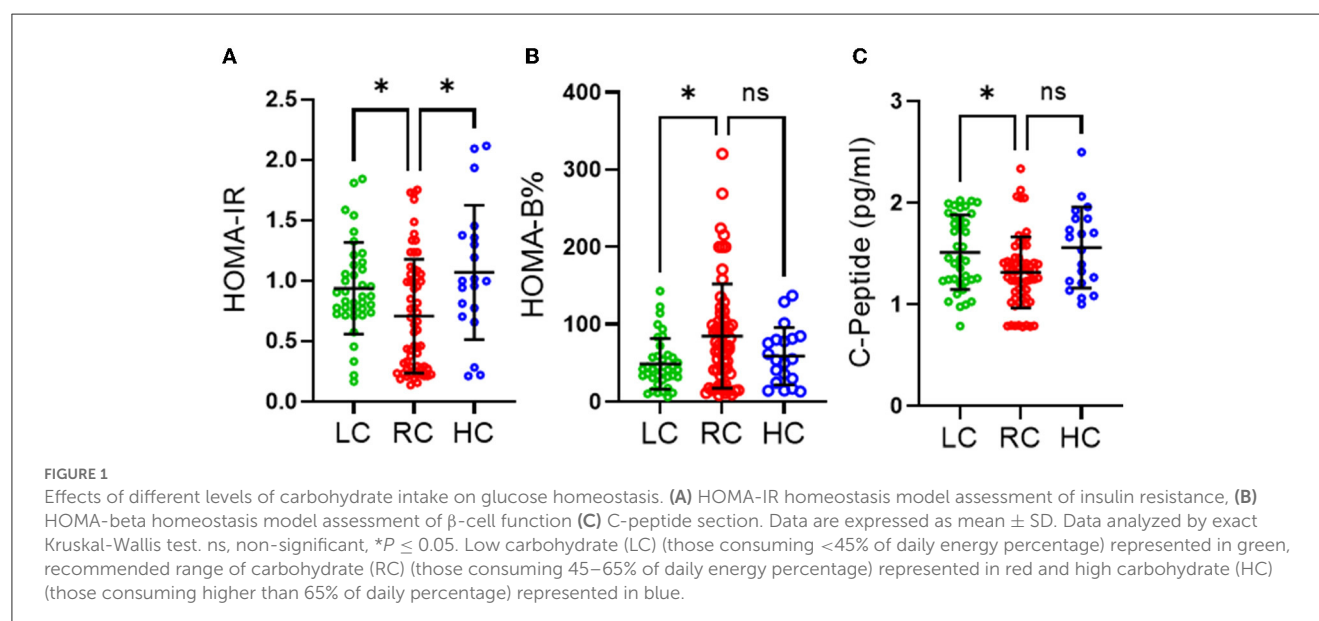 A
B
C
* *
* ns
* ns
2.5
2.0
1.5
1.0
0.5
0.0
HOMA-IR
LC RC HC
400
300
200
100
0
HOMA-B%
LC RC HC
3
2
1
0
C-Peptide (pg/ml)
LC RC HC
FIGURE 1
Effects of different levels of carbohydrate intake on glucose homeostasis. (A) HOMA-IR homeostasis model assessment of insulin resistance, (B)
HOMA-beta homeostasis model assessment of β-cell function (C) C-peptide section. Data are expressed as mean ± SD. Data analyzed by exact
Kruskal-Wallis test. ns, non-significant, *P ≤ 0.05. Low carbohydrate (LC) (those consuming <45% of daily energy percentage) represented in green,
recommended range of carbohydrate (RC) (those consuming 45–65% of daily energy percentage) represented in red and high carbohydrate (HC)
(those consuming higher than 65% of daily percentage) represented in blue.